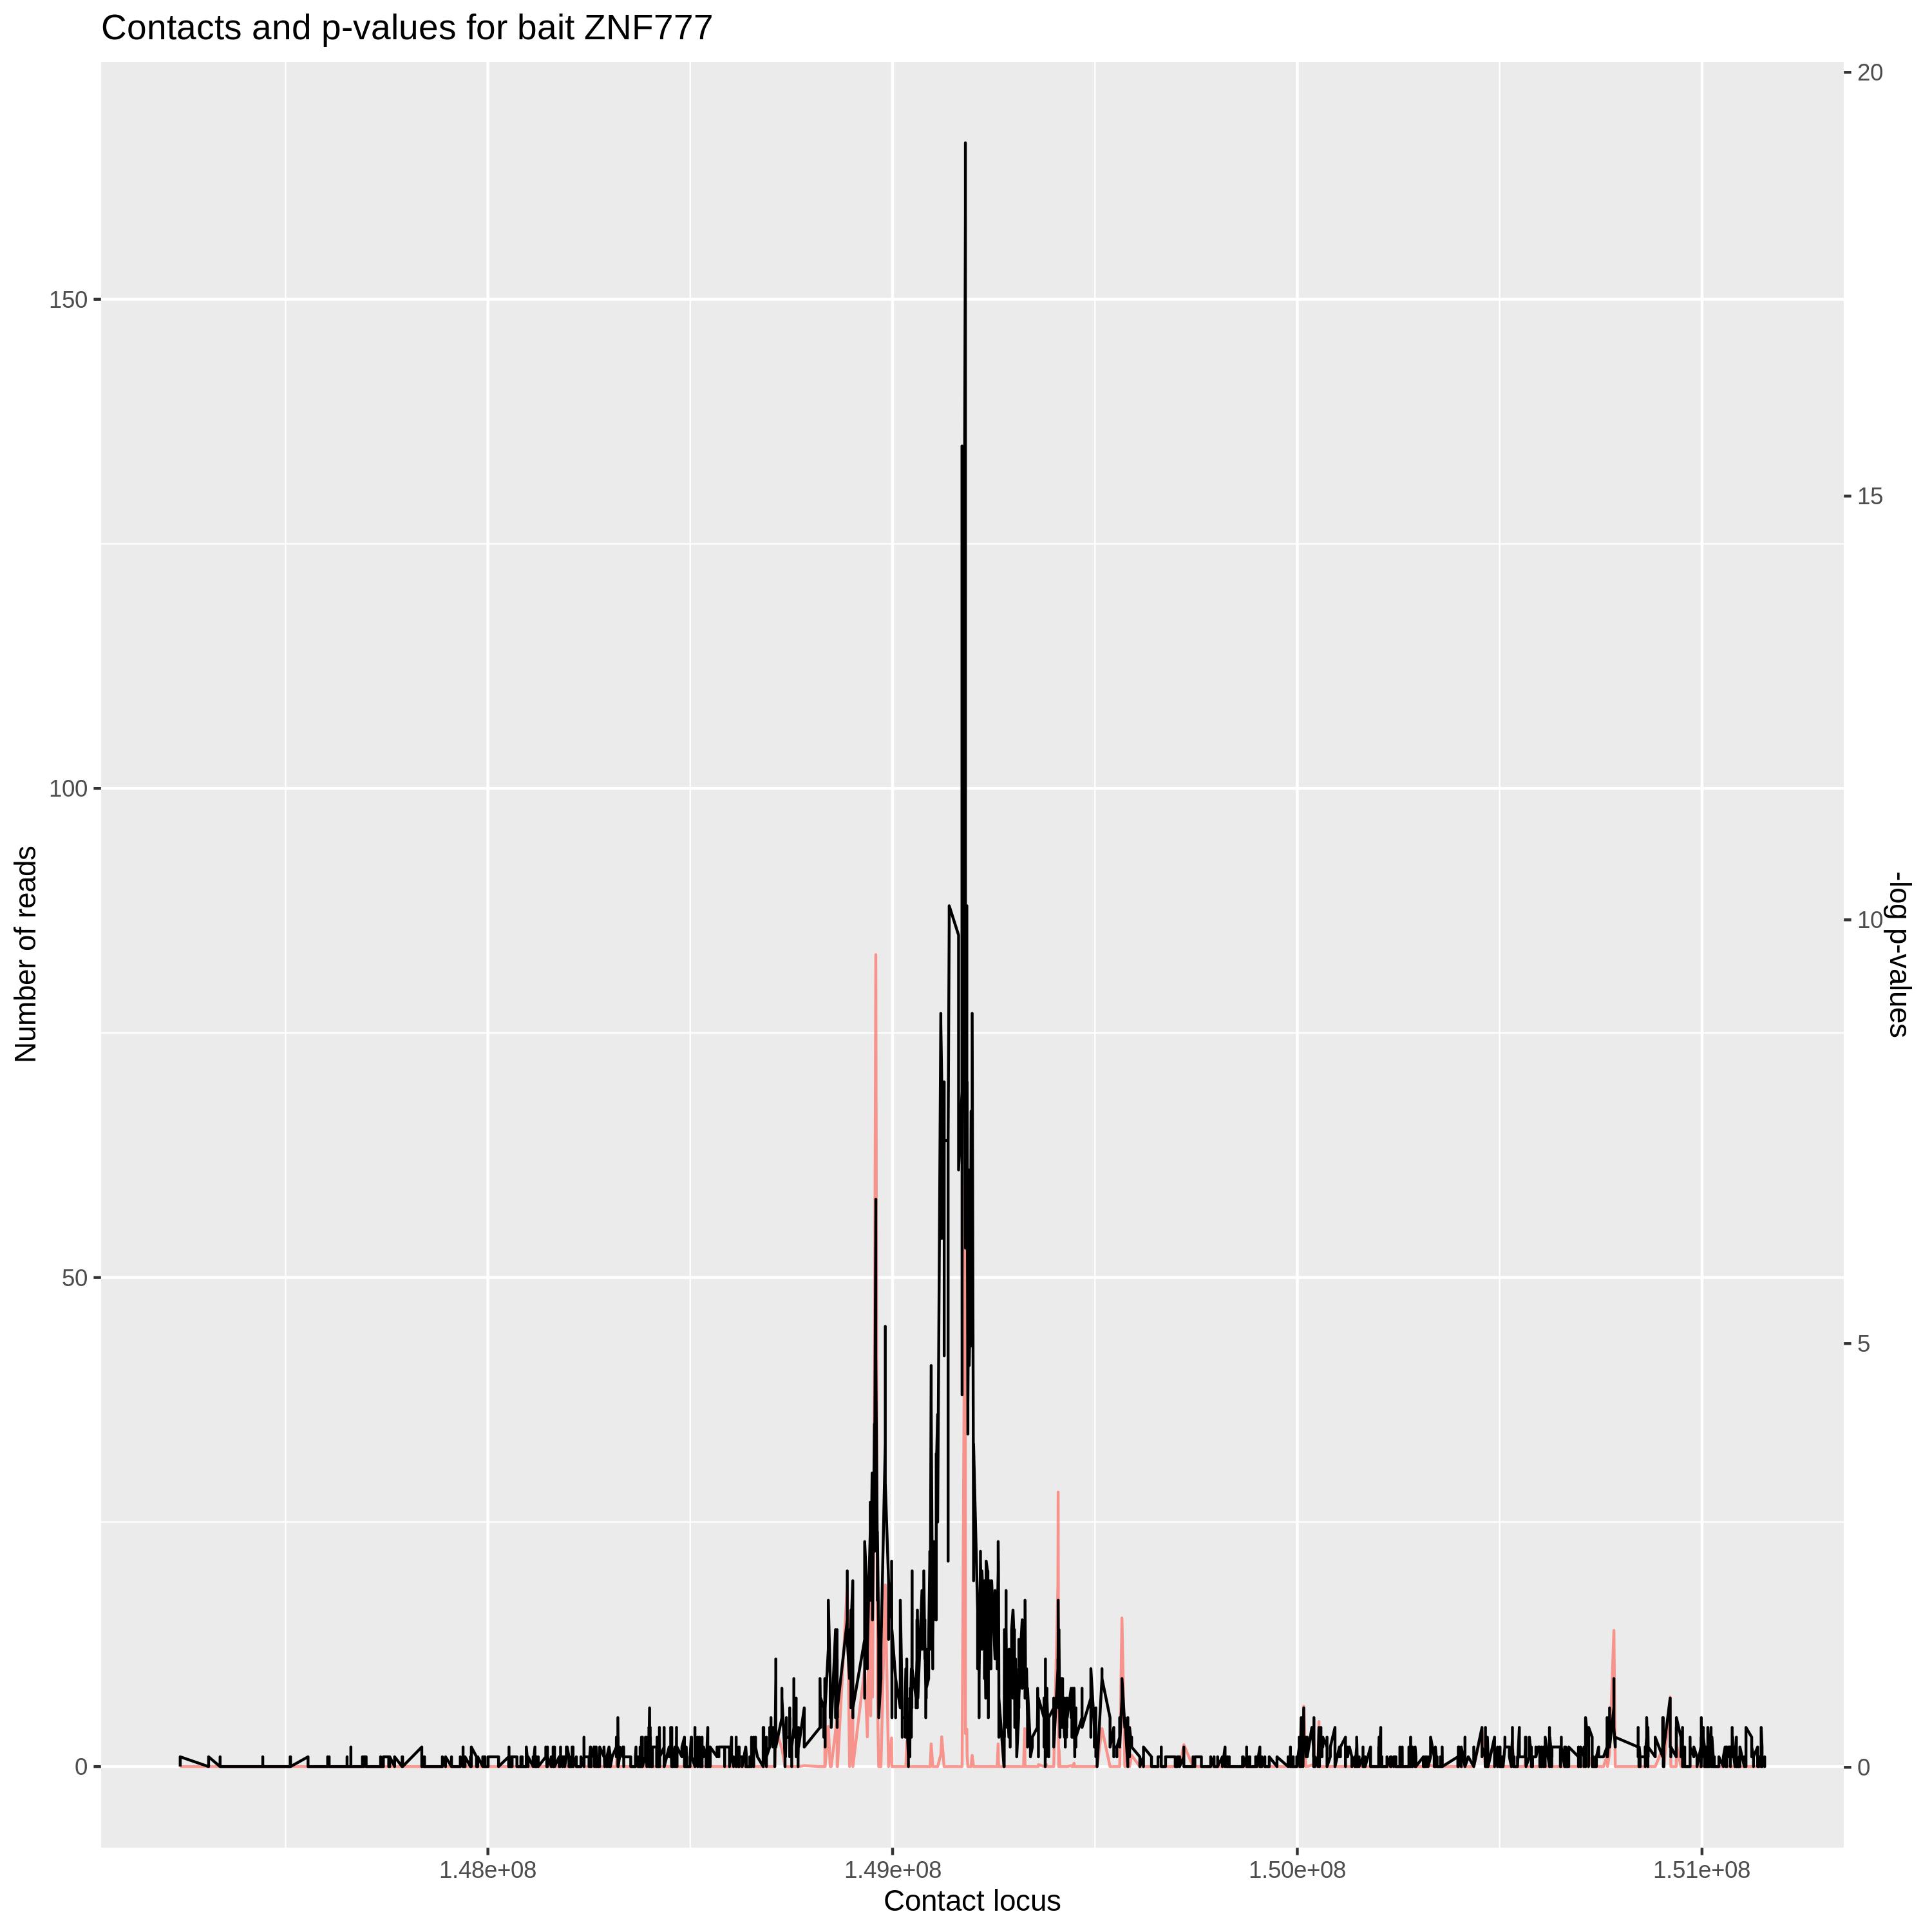 Contacts and p-values for bait ZNF777
20
150
15
100
10
Number of reads
-log p-values
50
5
0
0
1.48e+08 1.49e+08 1.50e+08 1.51e+08
Contact locus